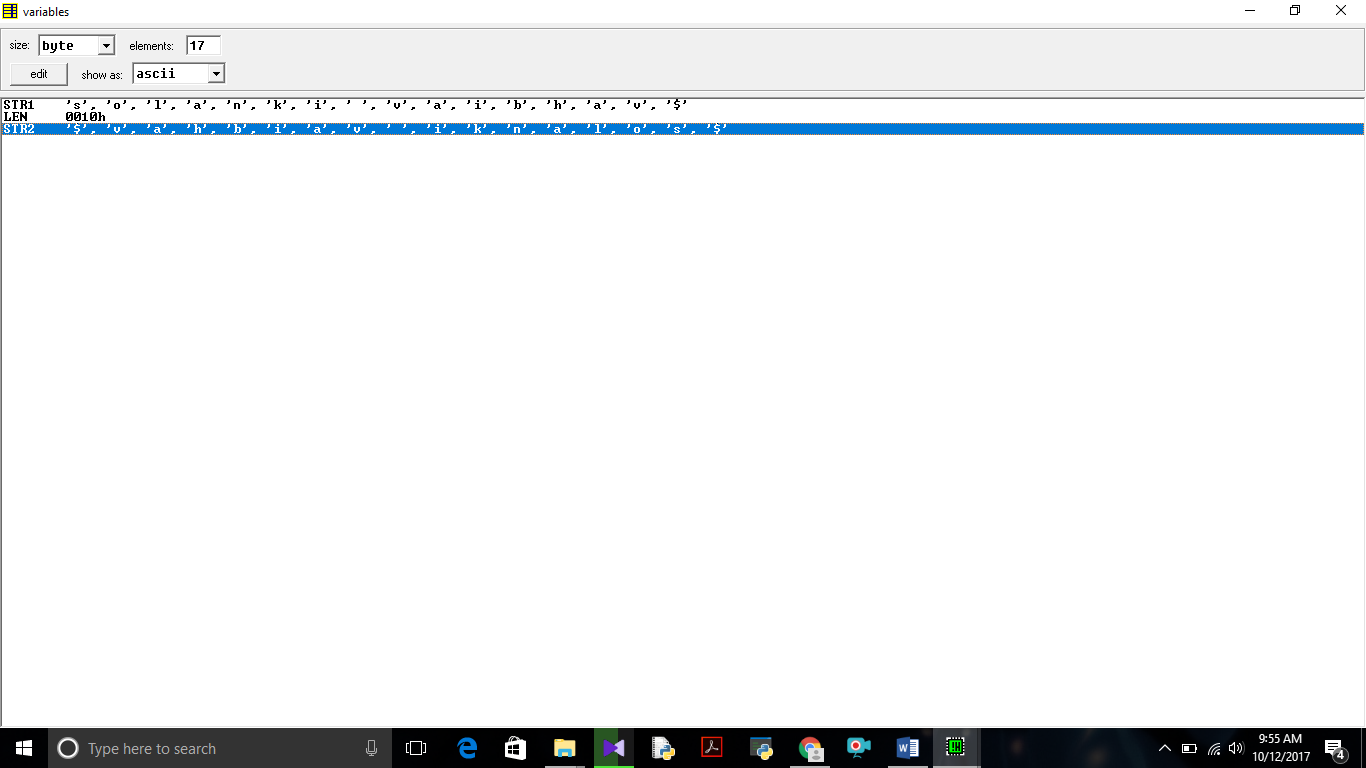 variables
size: byte elements: 17
edit show as: ascii
STR1 's', 'o', 'l', 'a', 'n', 'k', 'i', ' ', 'v', 'a', 'i', 'b', 'h', 'a', 'v', '$'
LEN 0010h
STR2 '$', 'v', 'a', 'h', 'b', 'i', 'a', 'v', ' ', 'i', 'k', 'n', 'a', 'l', 'o', 's', '$'
Type here to search
9:55 AM
10/12/2017
4